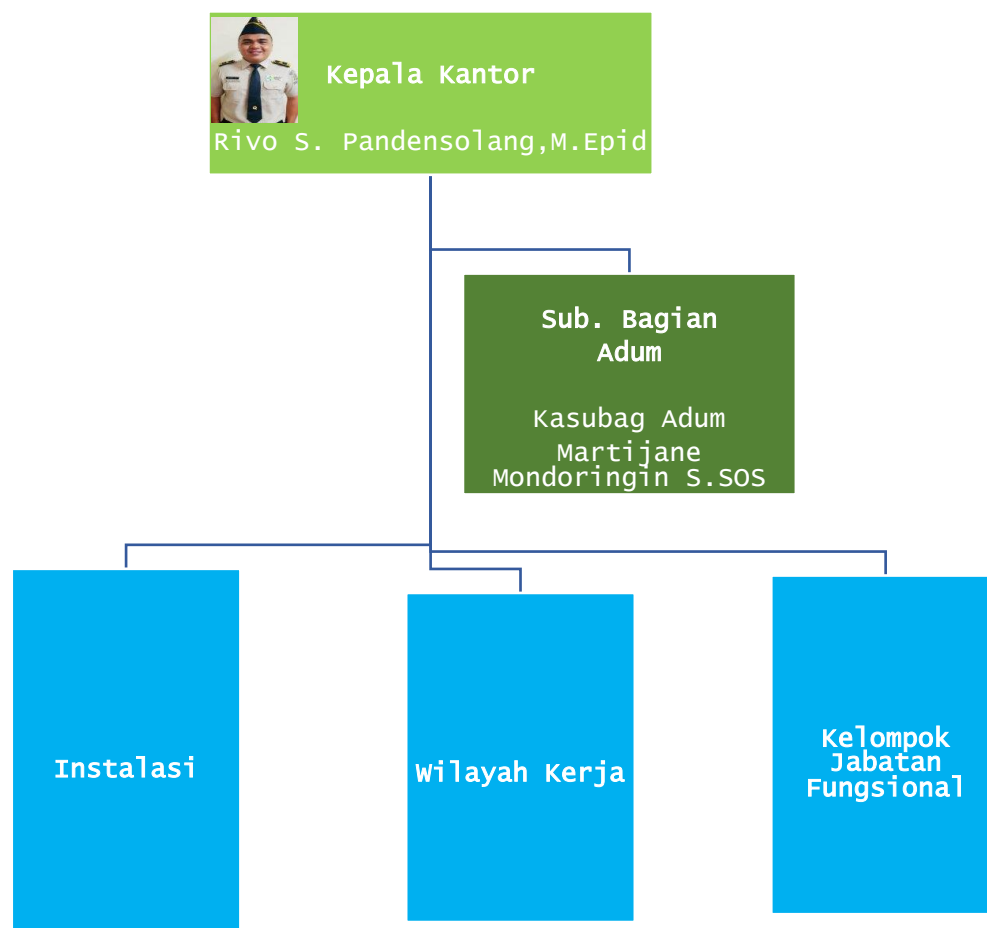 Kepala Kantor
Rivo S. Pandensolang,M.Epid
Sub. Bagian
Adum
Kasubag Adum
Martijane
Mondoringin S.SOS
Instalasi
Wilayah Kerja
Kelompok
Jabatan
Fungsional